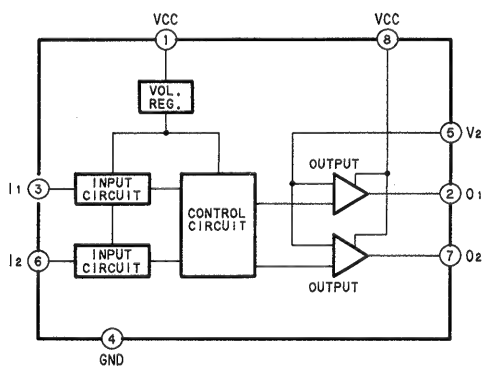 VCC
VCC
1
8
VOL.
REG.
5
V2
OUTPUT
I1
3
INPUT
CIRCUIT
2
O1
CONTROL
CIRCUIT
I2
6
INPUT
CIRCUIT
7
O2
OUTPUT
4
GND